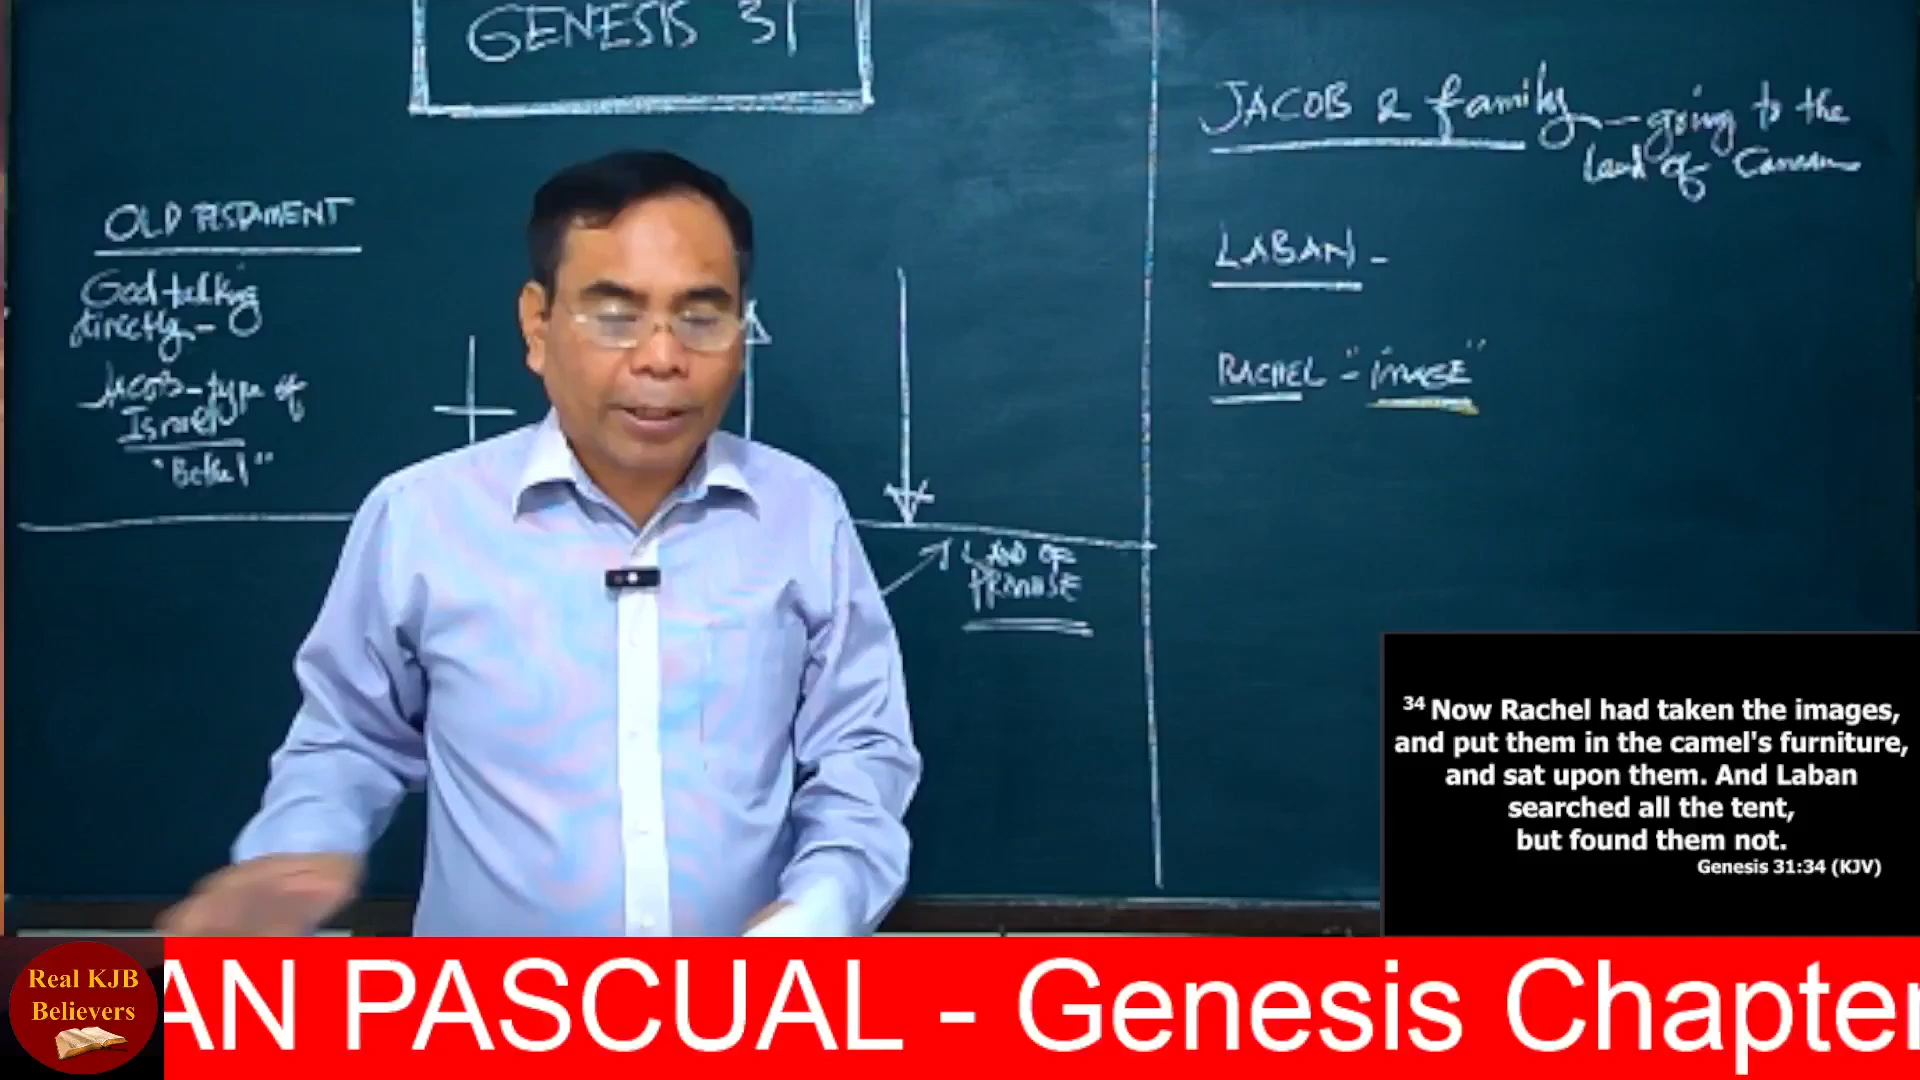 GENESIS 31
OLD TESTAMENT
God talking
directly -
Jacob - type of
Israel
"Bethel"
LAND OF
PROMISE
JACOB & family - going to the
land of Canaan
LABAN -
RACHEL - "IMAGE"
34 Now Rachel had taken the images,
and put them in the camel's furniture,
and sat upon them. And Laban
searched all the tent,
but found them not.
Genesis 31:34 (KJV)
Real KJB
Believers
AN PASCUAL - Genesis Chapter